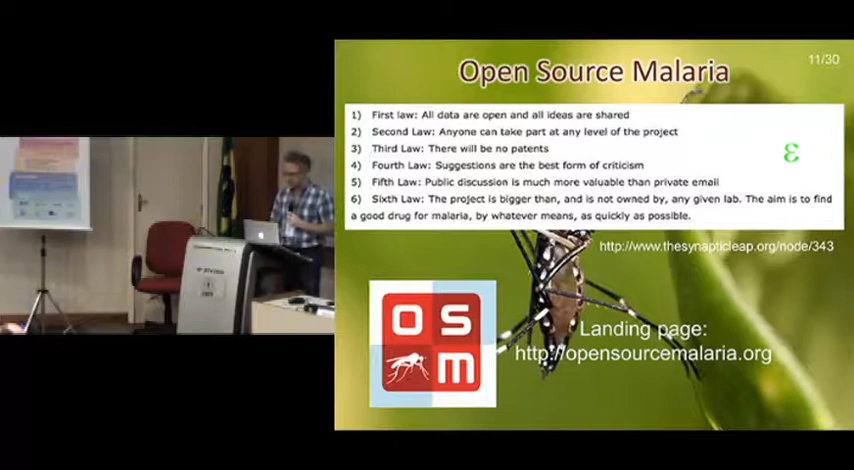 11/30
Open Source Malaria
1) First law: All data are open and all ideas are shared
2) Second Law: Anyone can take part at any level of the project
3) Third Law: There will be no patents
4) Fourth Law: Suggestions are the best form of criticism
5) Fifth Law: Public discussion is much more valuable than private email
6) Sixth Law: The project is bigger than, and is not owned by, any given lab. The aim is to find
a good drug for malaria, by whatever means, as quickly as possible.
ε
http://www.thesynapticleap.org/node/343
OS
m
Landing page:
http://opensourcemalaria.org